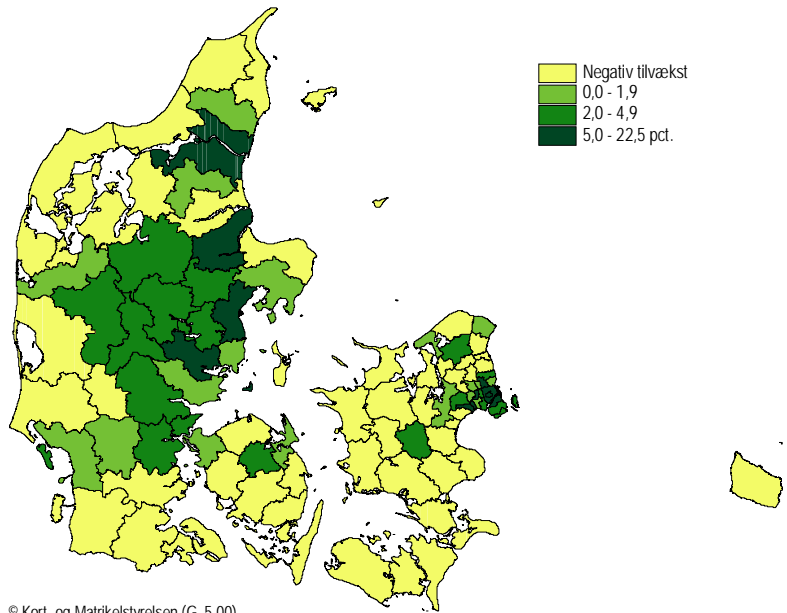 Negativ tilvækst
0,0 - 1,9
2,0 - 4,9
5,0 - 22,5 pct.
© Kort- og Matrikelstyrelsen (G. 5-00)